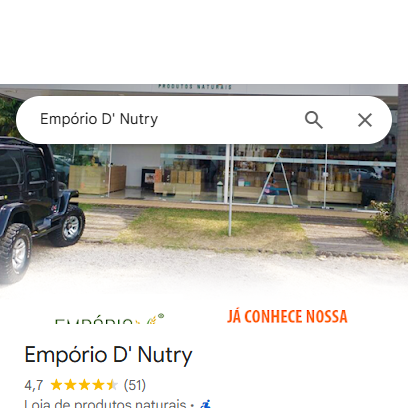 PRODUTOS NATURAIS
Empório D' Nutry
EMPÓRIO ®
JÁ CONHECE NOSSA
Empório D' Nutry
4,7 (51)
Loja de produtos naturais ·